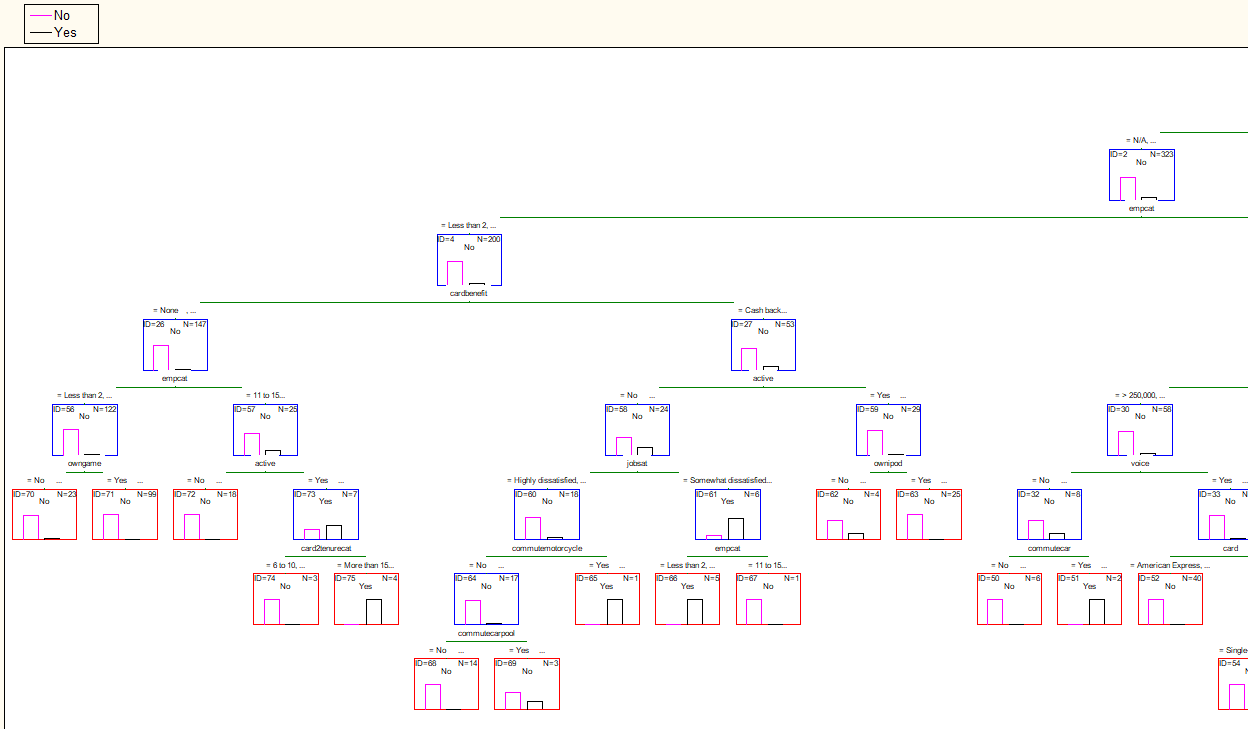 No
Yes
= N/A, ...
ID=2 N=323
No
empcat
= Less than 2, ...
ID=4 N=200
No
cardbenefit
= None , ... = Cash back...
ID=26 N=147 ID=27 N=53
No No
empcat active
= Less than 2, ... = 11 to 15... = No ... = Yes ... = > 250,000, ...
ID=56 N=122 ID=57 N=25 ID=58 N=24 ID=59 N=29 ID=30 N=58
No No No No No
owngame active jobsat ownipod voice
= No ... = Yes ... = No ... = Yes ... = Highly dissatisfied, ... = Somewhat dissatisfied... = No ... = Yes ... = No ... = Yes ...
ID=70 N=23 ID=71 N=99 ID=72 N=18 ID=73 N=7 ID=60 N=18 ID=61 N=6 ID=62 N=4 ID=63 N=25 ID=32 N=8 ID=33 N
No No No Yes No Yes No No No No
card2tenurecat commutemotorcycle empcat commutecar card
= 6 to 10, ... = More than 15... = No ... = Yes ... = Less than 2, ... = 11 to 15... = No ... = Yes ... = American Express, ...
ID=74 N=3 ID=75 N=4 ID=64 N=17 ID=65 N=1 ID=66 N=5 ID=67 N=1 ID=50 N=6 ID=51 N=2 ID=52 N=40
No Yes No Yes Yes No No Yes No
commutecarpool
= No ... = Yes ... = Single
ID=68 N=14 ID=69 N=3 ID=54
No No